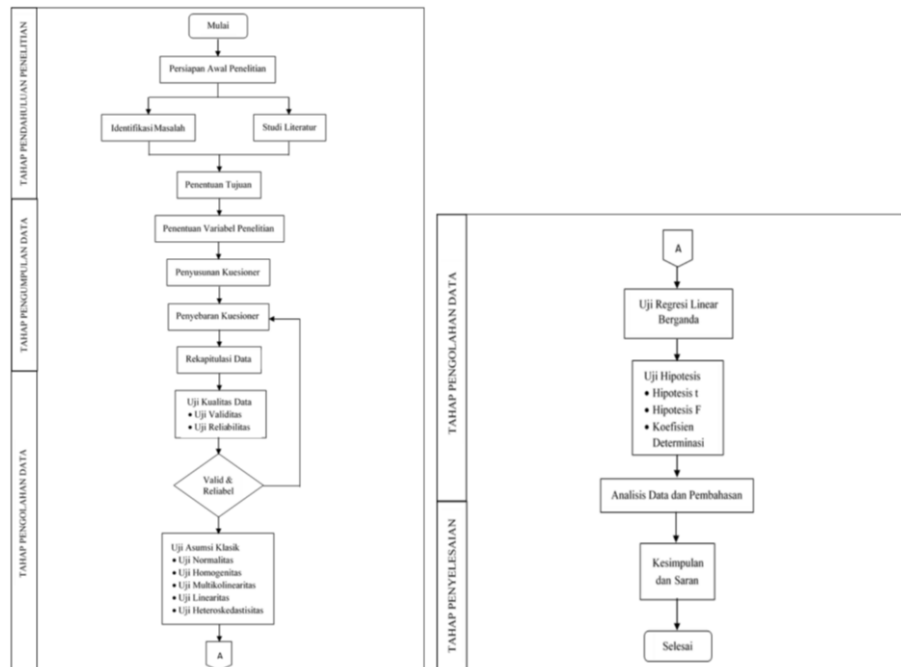 TAHAP PENDAHULUAN PENELITIAN
Mulai
Persiapan Awal Penelitian
Identifikasi Masalah
Studi Literatur
Penentuan Tujuan
TAHAP PENGUMPULAN DATA
Penentuan Variabel Penelitian
Penyusunan Kuesioner
Penyebaran Kuesioner
Rekapitulasi Data
TAHAP PENGOLAHAN DATA
Uji Kualitas Data
• Uji Validitas
• Uji Reliabilitas
Valid &
Reliabel
Uji Asumsi Klasik
• Uji Normalitas
• Uji Homogenitas
• Uji Multikolinearitas
• Uji Linearitas
• Uji Heteroskedastisitas
A
TAHAP PENGOLAHAN DATA
A
Uji Regresi Linear
Berganda
Uji Hipotesis
• Hipotesis t
• Hipotesis F
• Koefisien
Determinasi
Analisis Data dan Pembahasan
TAHAP PENYELESAIAN
Kesimpulan
dan Saran
Selesai